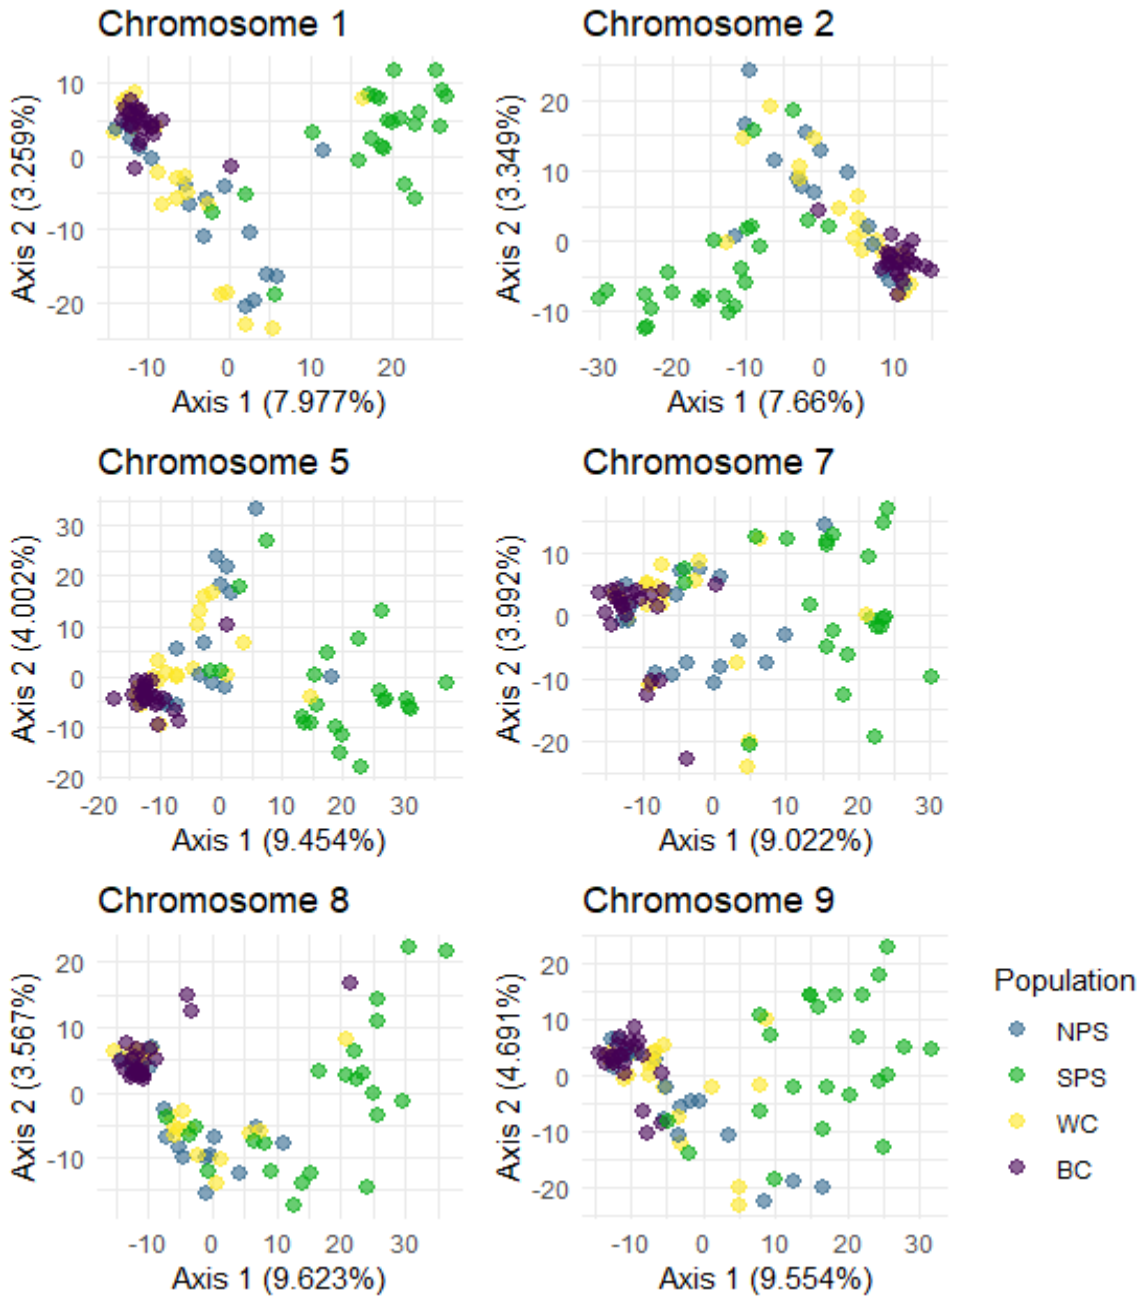 Chromosome 1
Axis 2 (3.259%)
10
0
-10
-20
-10 0 10 20
Axis 1 (7.977%)
Chromosome 2
Axis 2 (3.349%)
20
10
0
-10
-30 -20 -10 0 10
Axis 1 (7.66%)
Chromosome 5
Axis 2 (4.002%)
30
20
10
0
-10
-20
-20 -10 0 10 20 30
Axis 1 (9.454%)
Chromosome 7
Axis 2 (3.992%)
10
0
-10
-20
-10 0 10 20 30
Axis 1 (9.022%)
Chromosome 8
Axis 2 (3.567%)
20
10
0
-10
-10 0 10 20 30
Axis 1 (9.623%)
Chromosome 9
Axis 2 (4.691%)
20
10
0
-10
-20
-10 0 10 20 30
Axis 1 (9.554%)
Population
NPS
SPS
WC
BC